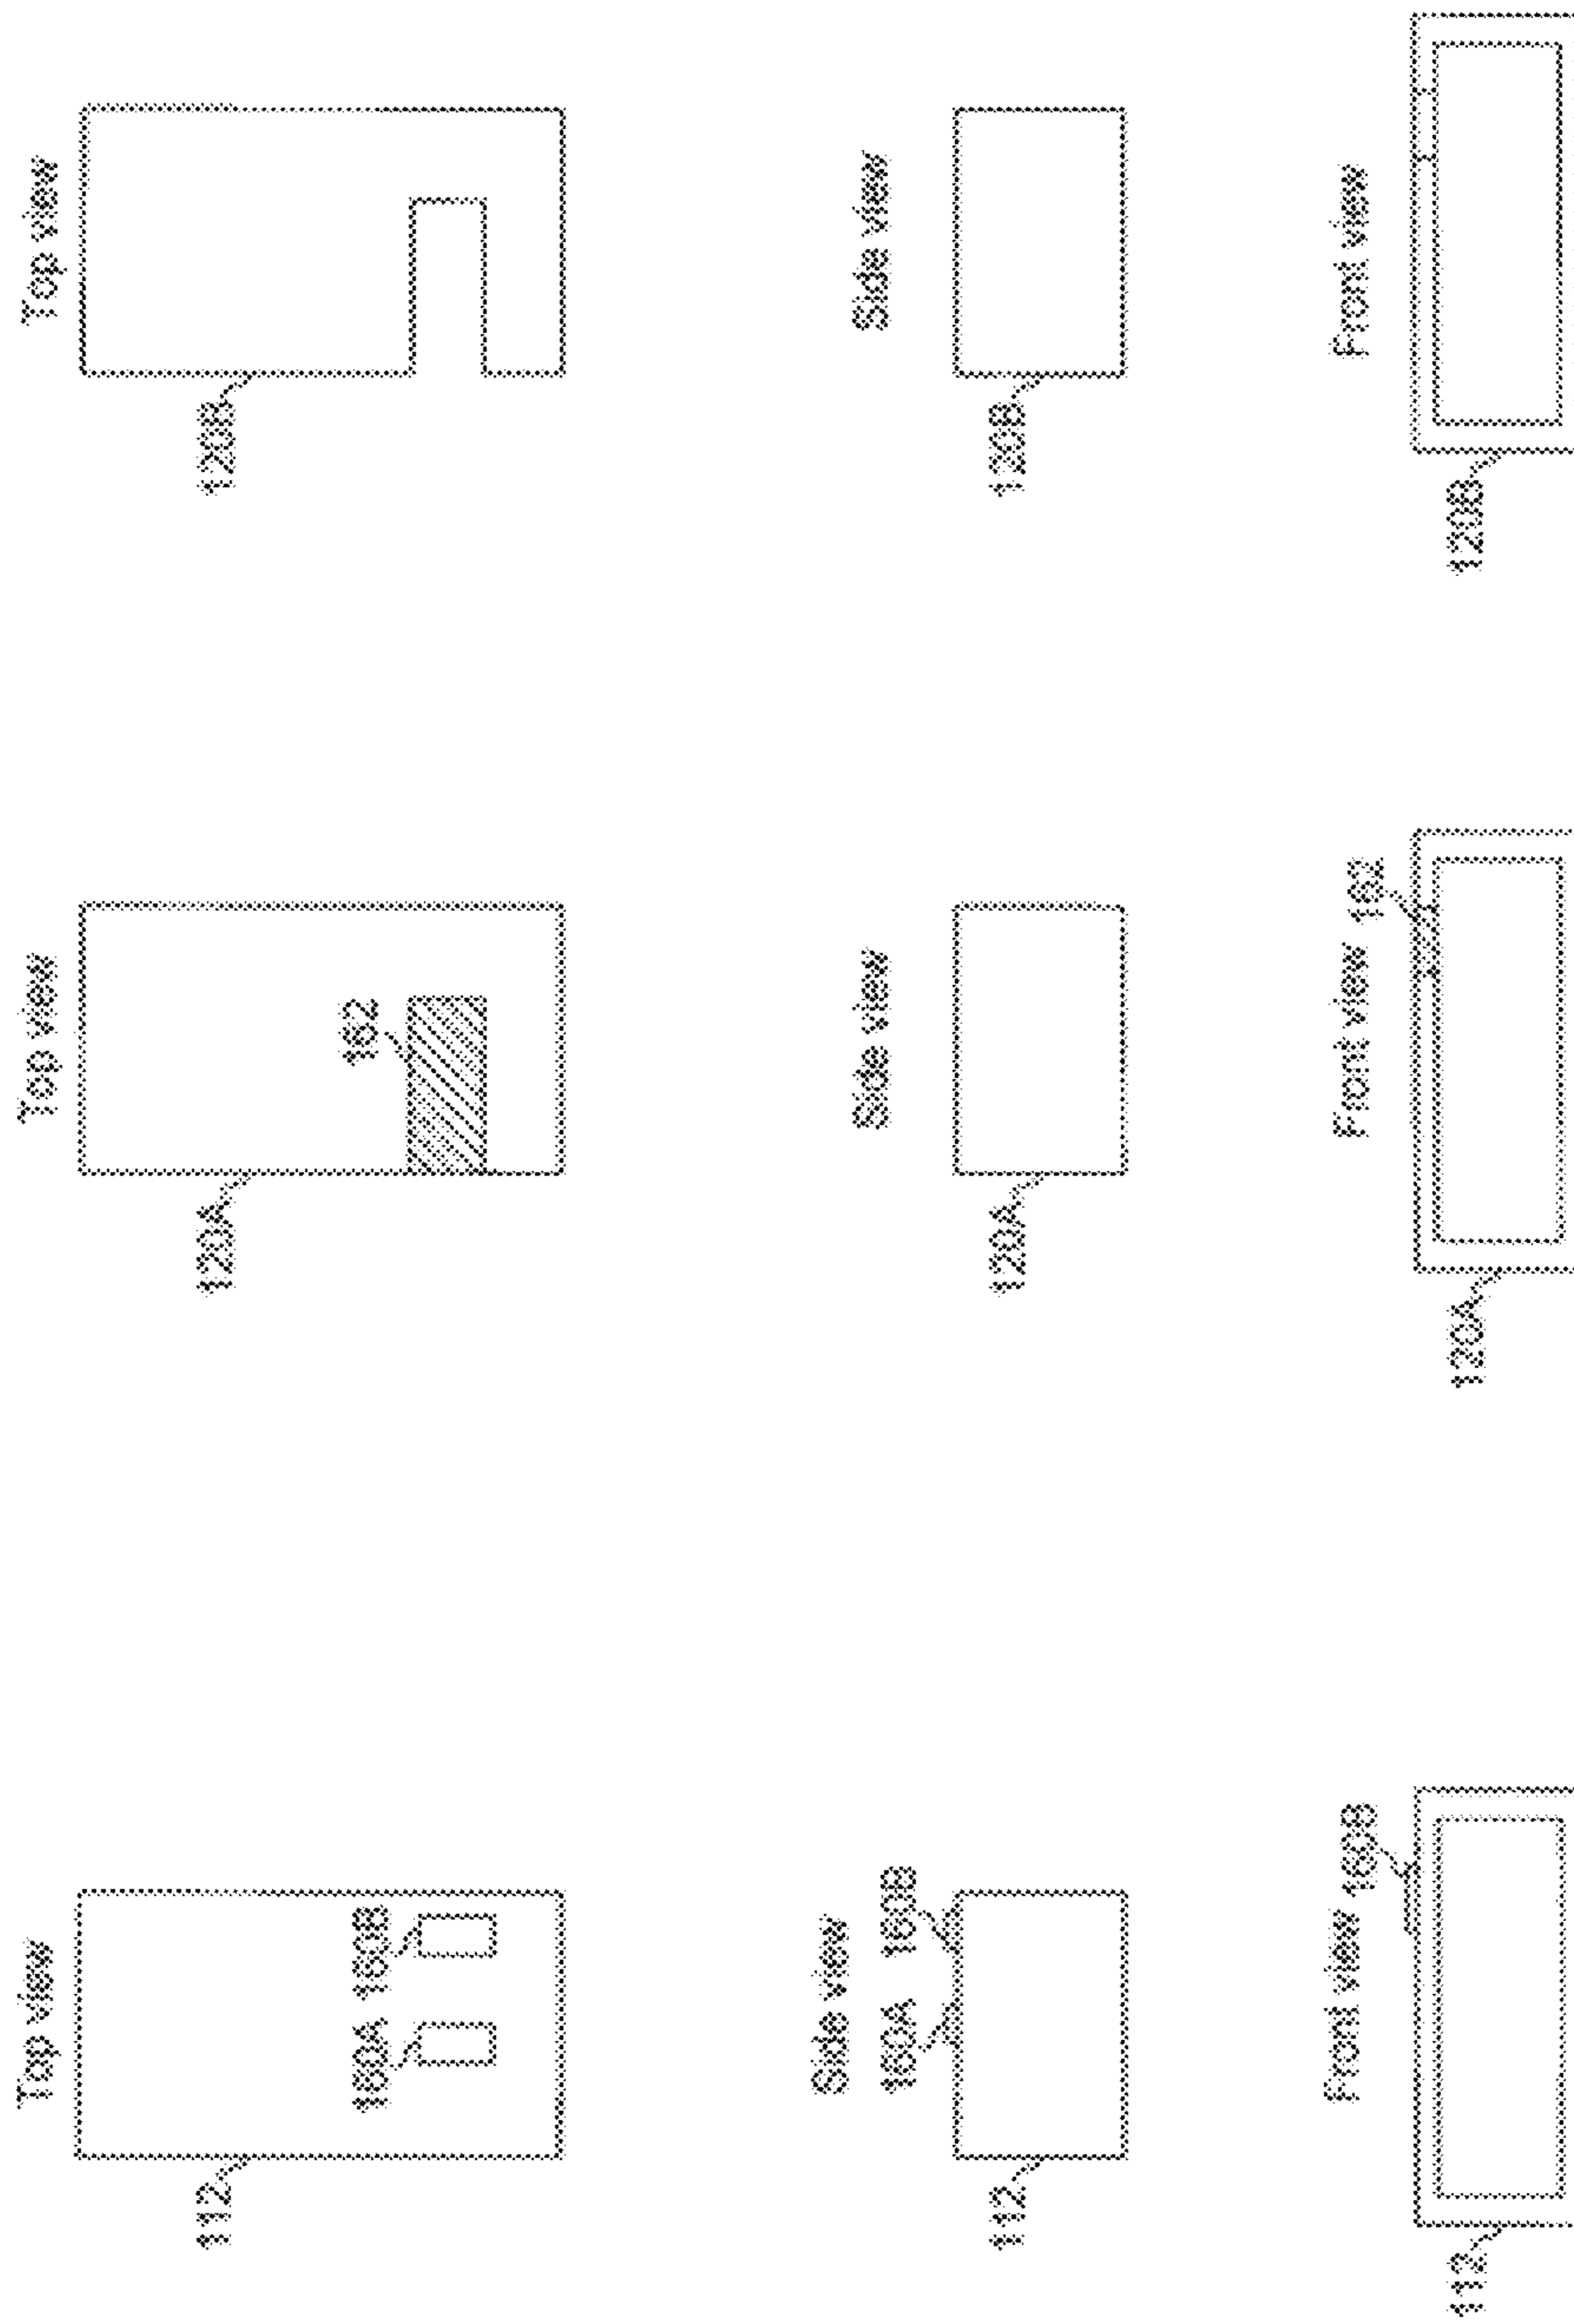 Top view
Top view
Top view
112
120A
120B
160A 160B
162
Side view
Side view
Side view
160A 160B
112
120A
120B
Front view 160B
Front view 162
Front view
112
120A
120B